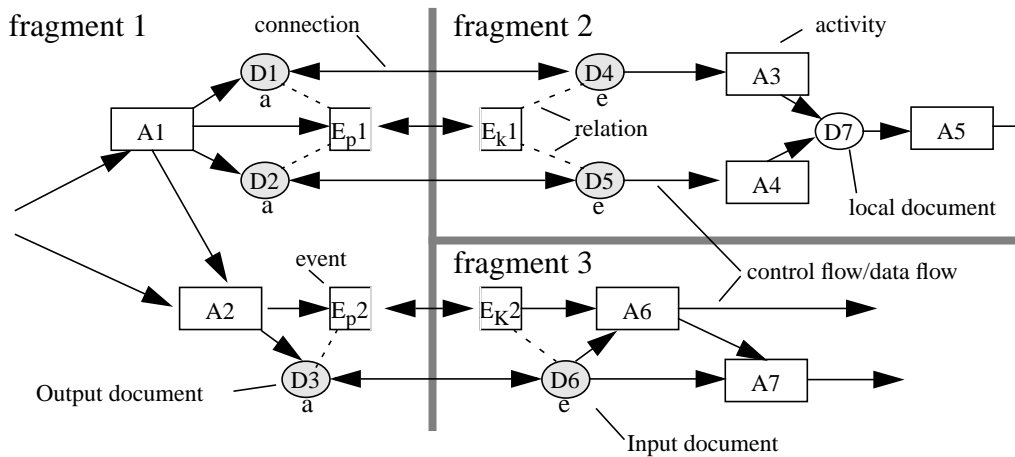 fragment 1
connection
fragment 2
activity
D1
a
D4
e
A3
A1
Ep1
Ek1
relation
D7
A5
D2
a
D5
e
A4
local document
event
fragment 3
control flow/data flow
A2
Ep2
EK2
A6
Output document
D3
a
D6
e
A7
Input document